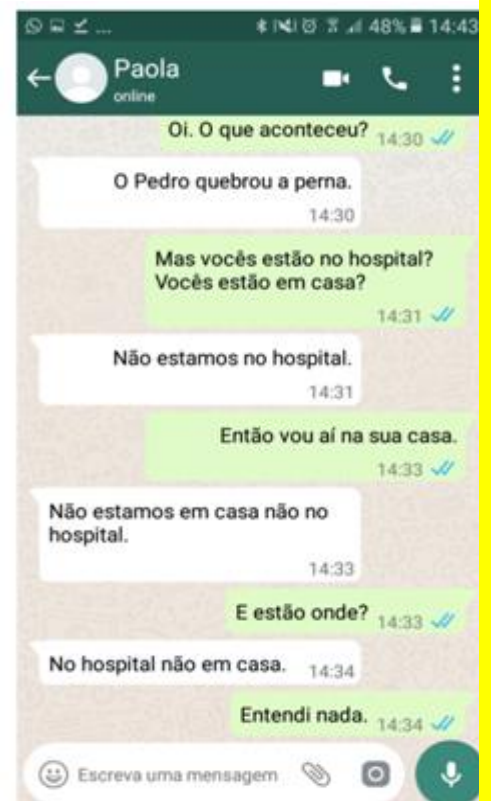 ... 48% 14:43
Paola
online
Oi. O que aconteceu? 14:30
O Pedro quebrou a perna.
14:30
Mas vocês estão no hospital?
Vocês estão em casa?
14:31
Não estamos no hospital.
14:31
Então vou aí na sua casa.
14:33
Não estamos em casa não no
hospital.
14:33
E estão onde? 14:33
No hospital não em casa. 14:34
Entendi nada. 14:34
Escreva uma mensagem